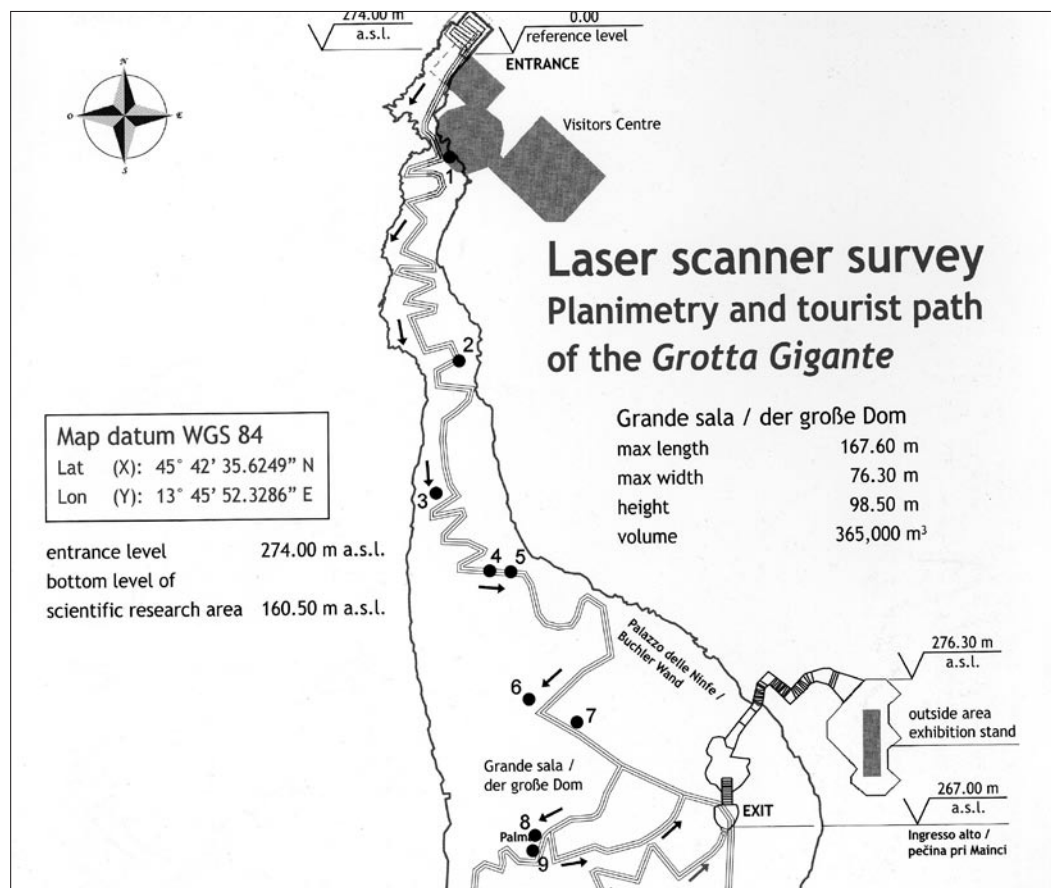 274.00 m
a.s.l.
0.00
reference level
ENTRANCE
N
O
E
S
Visitors Centre
1
Laser scanner survey
Planimetry and tourist path
of the Grotta Gigante
2
Grande sala / der große Dom
max length 167.60 m
max width 76.30 m
height 98.50 m
volume 365,000 m³
Map datum WGS 84
Lat (X): 45° 42' 35.6249" N
Lon (Y): 13° 45' 52.3286" E
3
entrance level 274.00 m a.s.l.
bottom level of
scientific research area 160.50 m a.s.l.
4
5
Palazzo delle Ninfe /
Buchler Wand
276.30 m
a.s.l.
6
7
outside area
exhibition stand
Grande sala /
der große Dom
267.00 m
a.s.l.
EXIT
8
Palm
9
Ingresso alto /
pečina pri Mainci